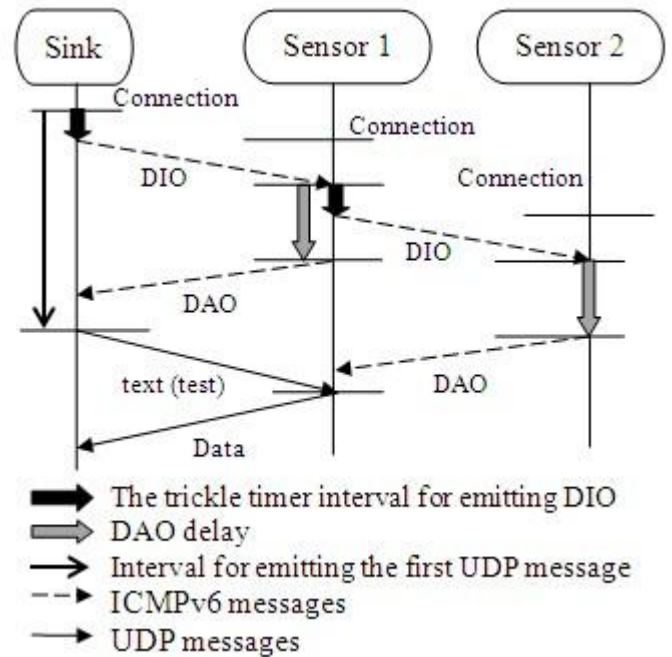 Sink
Sensor 1
Sensor 2
Connection
Connection
Connection
DIO
DIO
DAO
DAO
text (test)
Data
The trickle timer interval for emitting DIO
DAO delay
Interval for emitting the first UDP message
ICMPv6 messages
UDP messages